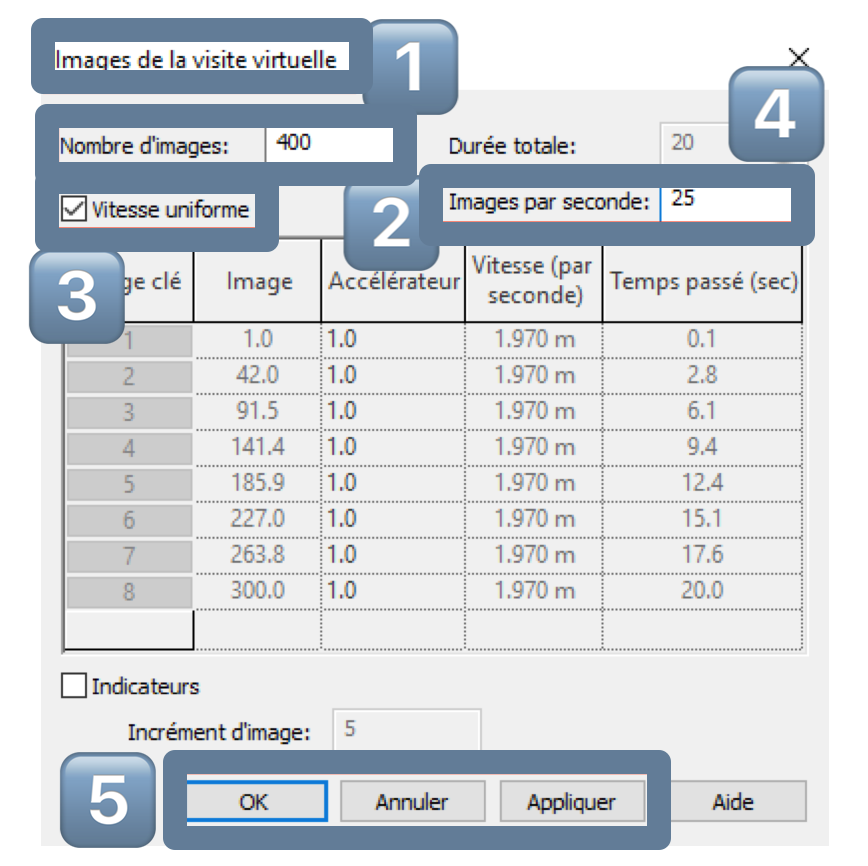 Images de la visite virtuelle
1
4
Nombre d'images: 400 Durée totale: 20
Vitesse uniforme 2 Images par seconde: 25
3
ge clé Image Accélérateur Vitesse (par seconde) Temps passé (sec)
1 1.0 1.0 1.970 m 0.1
2 42.0 1.0 1.970 m 2.8
3 91.5 1.0 1.970 m 6.1
4 141.4 1.0 1.970 m 9.4
5 185.9 1.0 1.970 m 12.4
6 227.0 1.0 1.970 m 15.1
7 263.8 1.0 1.970 m 17.6
8 300.0 1.0 1.970 m 20.0
Indicateurs
Incrément d'image: 5
5
OK Annuler Appliquer Aide